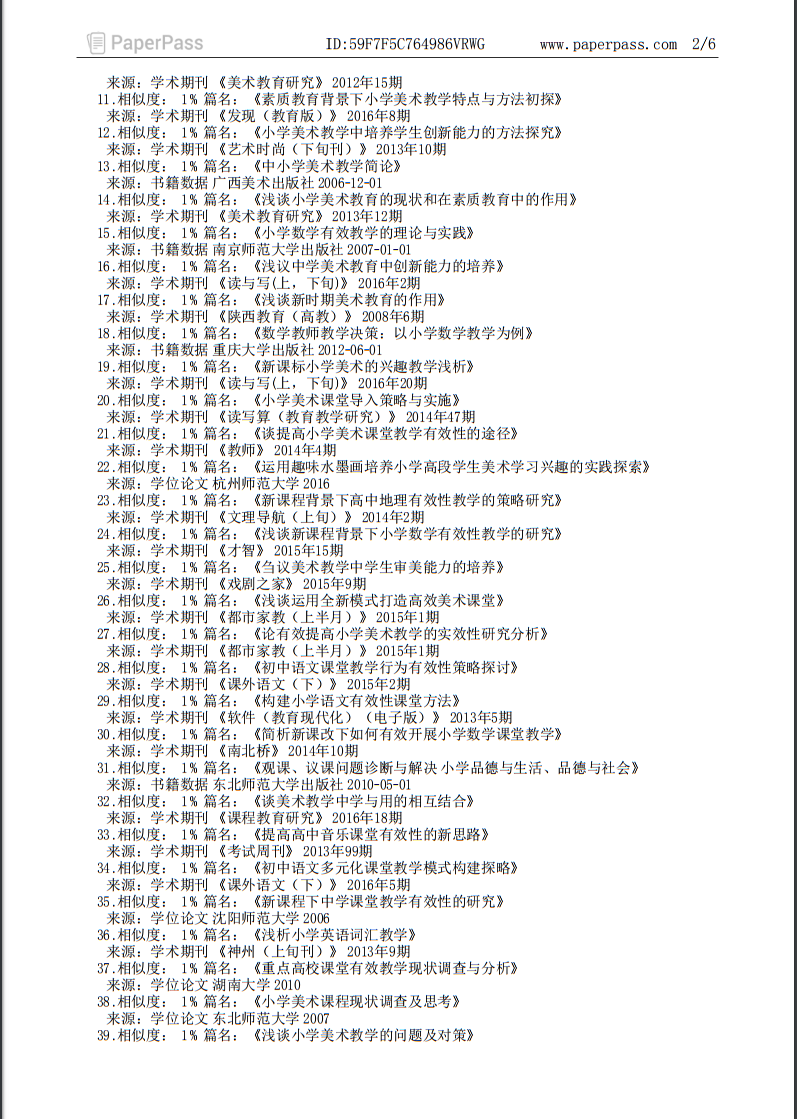 PaperPass ID:59F7F5C764986VRWG www.paperpass.com 2/6
来源：学术期刊《美术教育研究》2012年15期
11.相似度： 1% 篇名：《素质教育背景下小学美术教学特点与方法初探》
来源：学术期刊《发现（教育版）》2016年8期
12.相似度： 1% 篇名：《小学美术教学中培养学生创新能力的方法探究》
来源：学术期刊《艺术时尚（下旬刊）》2013年10期
13.相似度： 1% 篇名：《中小学美术教学简论》
来源：书籍数据 广西美术出版社 2006-12-01
14.相似度： 1% 篇名：《浅谈小学美术教育的现状和在素质教育中的作用》
来源：学术期刊《美术教育研究》2013年12期
15.相似度： 1% 篇名：《小学数学有效教学的理论与实践》
来源：书籍数据 南京师范大学出版社 2007-01-01
16.相似度： 1% 篇名：《浅议中学美术教育中创新能力的培养》
来源：学术期刊《读与写(上，下旬)》2016年2期
17.相似度： 1% 篇名：《浅谈新时期美术教育的作用》
来源：学术期刊《陕西教育（高教）》2008年6期
18.相似度： 1% 篇名：《数学教师教学决策：以小学数学教学为例》
来源：书籍数据 重庆大学出版社 2012-06-01
19.相似度： 1% 篇名：《新课标小学美术的兴趣教学浅析》
来源：学术期刊《读与写(上，下旬)》2016年20期
20.相似度： 1% 篇名：《小学美术课堂导入策略与实施》
来源：学术期刊《读写算（教育教学研究）》2014年47期
21.相似度： 1% 篇名：《谈提高小学美术课堂教学有效性的途径》
来源：学术期刊《教师》2014年4期
22.相似度： 1% 篇名：《运用趣味水墨画培养小学高段学生美术学习兴趣的实践探索》
来源：学位论文 杭州师范大学 2016
23.相似度： 1% 篇名：《新课程背景下高中地理有效性教学的策略研究》
来源：学术期刊《文理导航（上旬）》2014年2期
24.相似度： 1% 篇名：《浅谈新课程背景下小学数学有效性教学的研究》
来源：学术期刊《才智》2015年15期
25.相似度： 1% 篇名：《刍议美术教学中学生审美能力的培养》
来源：学术期刊《戏剧之家》2015年9期
26.相似度： 1% 篇名：《浅谈运用全新模式打造高效美术课堂》
来源：学术期刊《都市家教（上半月）》2015年1期
27.相似度： 1% 篇名：《论有效提高小学美术教学的实效性研究分析》
来源：学术期刊《都市家教（上半月）》2015年1期
28.相似度： 1% 篇名：《初中语文课堂教学行为有效性策略探讨》
来源：学术期刊《课外语文（下）》2015年2期
29.相似度： 1% 篇名：《构建小学语文有效性课堂方法》
来源：学术期刊《软件（教育现代化）（电子版）》2013年5期
30.相似度： 1% 篇名：《简析新课改下如何有效开展小学数学课堂教学》
来源：学术期刊《南北桥》2014年10期
31.相似度： 1% 篇名：《观课、议课问题诊断与解决 小学品德与生活、品德与社会》
来源：书籍数据 东北师范大学出版社 2010-05-01
32.相似度： 1% 篇名：《谈美术教学中学与用的相互结合》
来源：学术期刊《课程教育研究》2016年18期
33.相似度： 1% 篇名：《提高高中音乐课堂有效性的新思路》
来源：学术期刊《考试周刊》2013年99期
34.相似度： 1% 篇名：《初中语文多元化课堂教学模式构建探略》
来源：学术期刊《课外语文（下）》2016年5期
35.相似度： 1% 篇名：《新课程下中学课堂教学有效性的研究》
来源：学位论文 沈阳师范大学 2006
36.相似度： 1% 篇名：《浅析小学英语词汇教学》
来源：学术期刊《神州（上旬刊）》2013年9期
37.相似度： 1% 篇名：《重点高校课堂有效教学现状调查与分析》
来源：学位论文 湖南大学 2010
38.相似度： 1% 篇名：《小学美术课程现状调查及思考》
来源：学位论文 东北师范大学 2007
39.相似度： 1% 篇名：《浅谈小学美术教学的问题及对策》